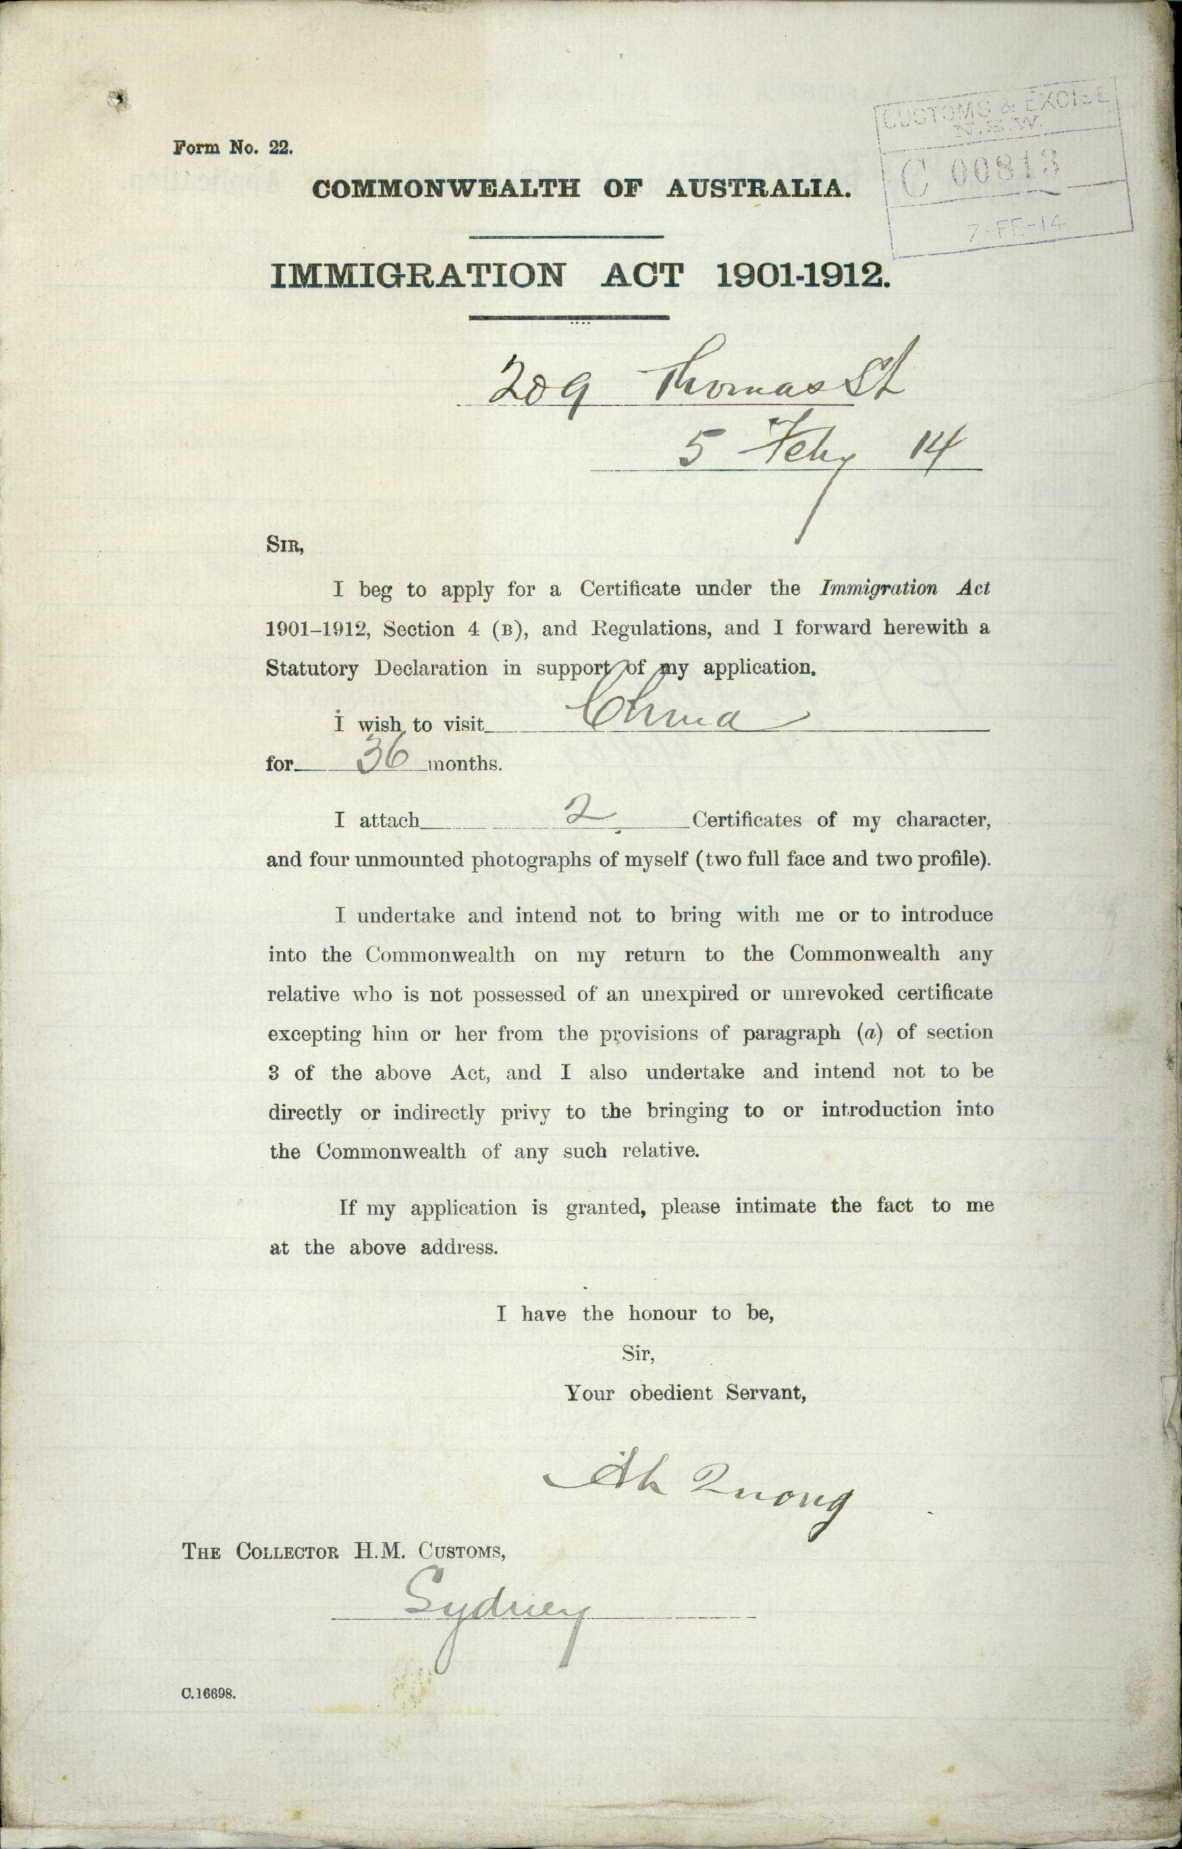 CUSTOMS & EXCISE
N.S.W.
C 00813
7-FE-14
Form No. 22.
COMMONWEALTH OF AUSTRALIA.
IMMIGRATION ACT 1901-1912.
209 Thomas St
5 Feby 14
SIR,
I beg to apply for a Certificate under the Immigration Act
1901–1912, Section 4 (B), and Regulations, and I forward herewith a
Statutory Declaration in support of my application.
I wish to visit China
for 36 months.
I attach 2 Certificates of my character,
and four unmounted photographs of myself (two full face and two profile).
I undertake and intend not to bring with me or to introduce
into the Commonwealth on my return to the Commonwealth any
relative who is not possessed of an unexpired or unrevoked certificate
excepting him or her from the provisions of paragraph (a) of section
3 of the above Act, and I also undertake and intend not to be
directly or indirectly privy to the bringing to or introduction into
the Commonwealth of any such relative.
If my application is granted, please intimate the fact to me
at the above address.
I have the honour to be,
Sir,
Your obedient Servant,
Ah Quong
THE COLLECTOR H.M. CUSTOMS,
Sydney
C.16698.